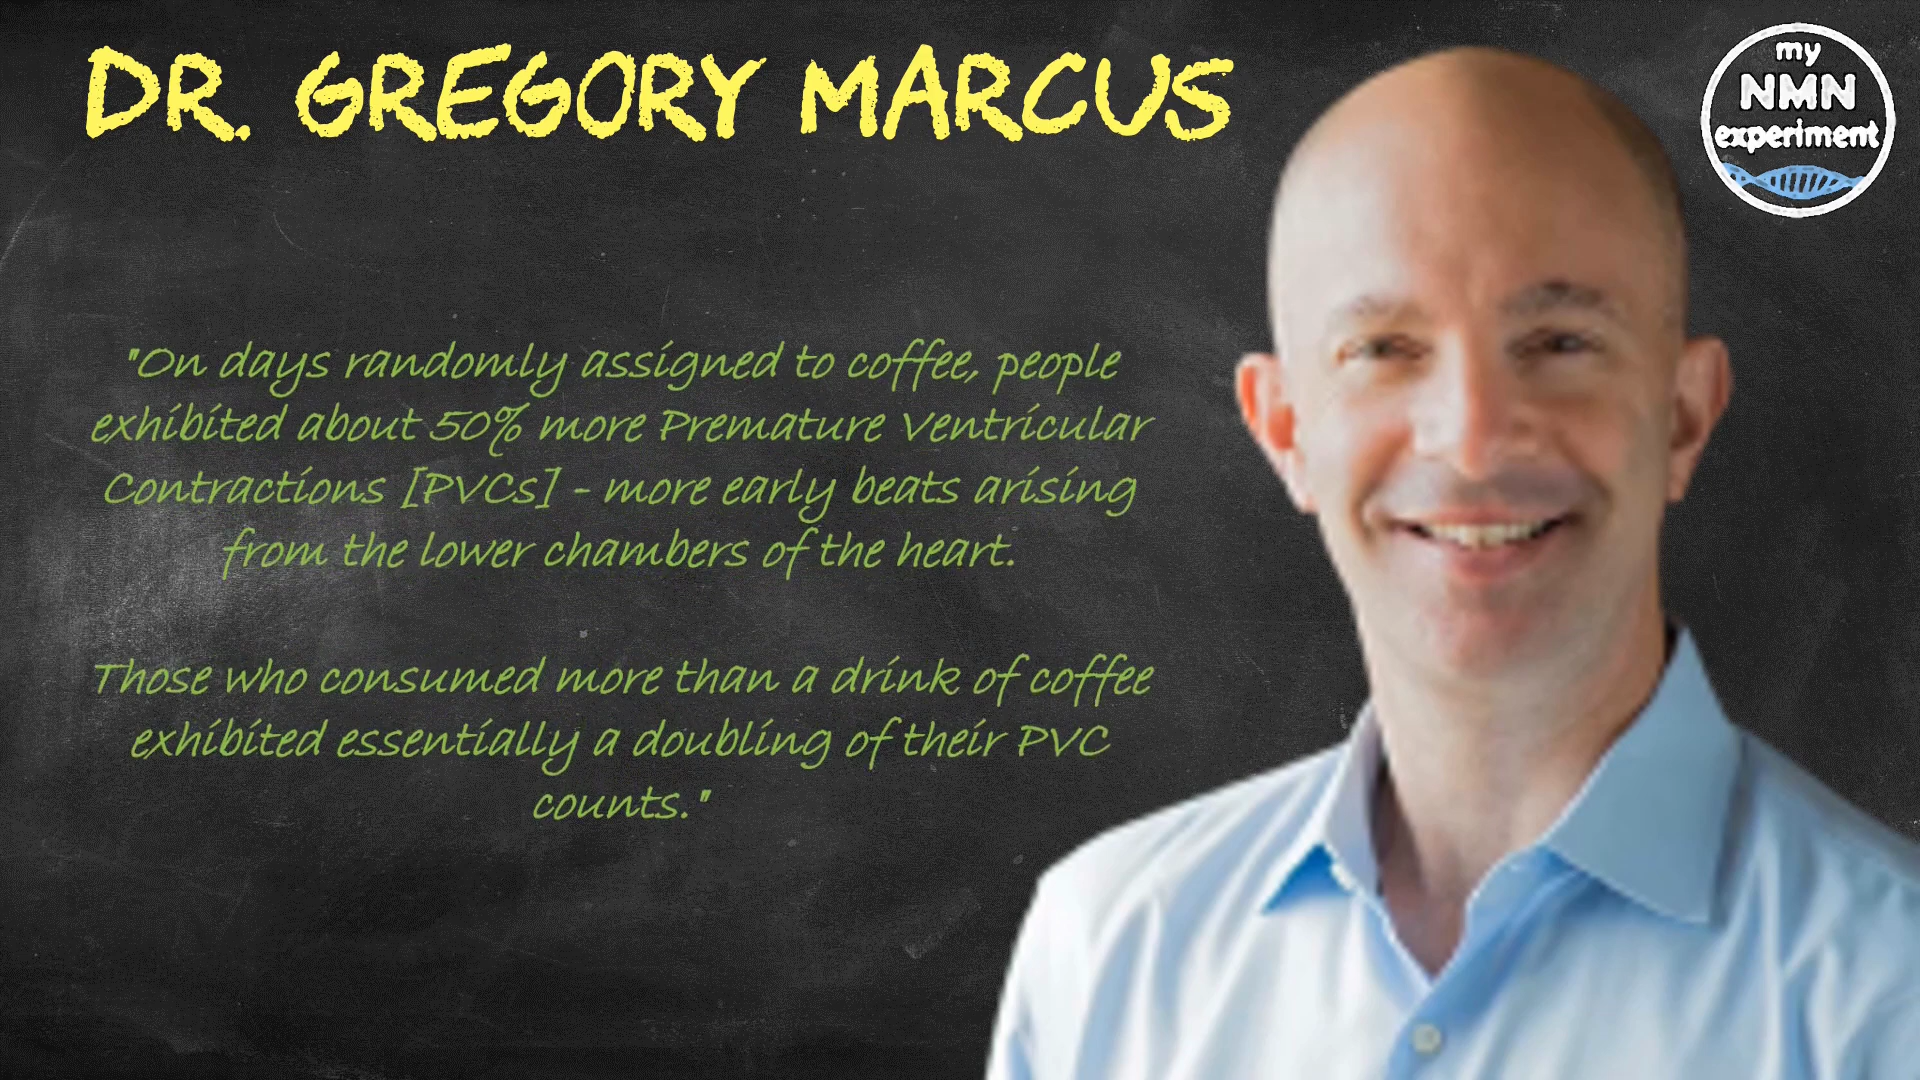 DR. GREGORY MARCUS
my
NMN
experiment
"On days randomly assigned to coffee, people
exhibited about 50% more Premature Ventricular
Contractions [PVCs] - more early beats arising
from the lower chambers of the heart.
Those who consumed more than a drink of coffee
exhibited essentially a doubling of their PVC
counts."